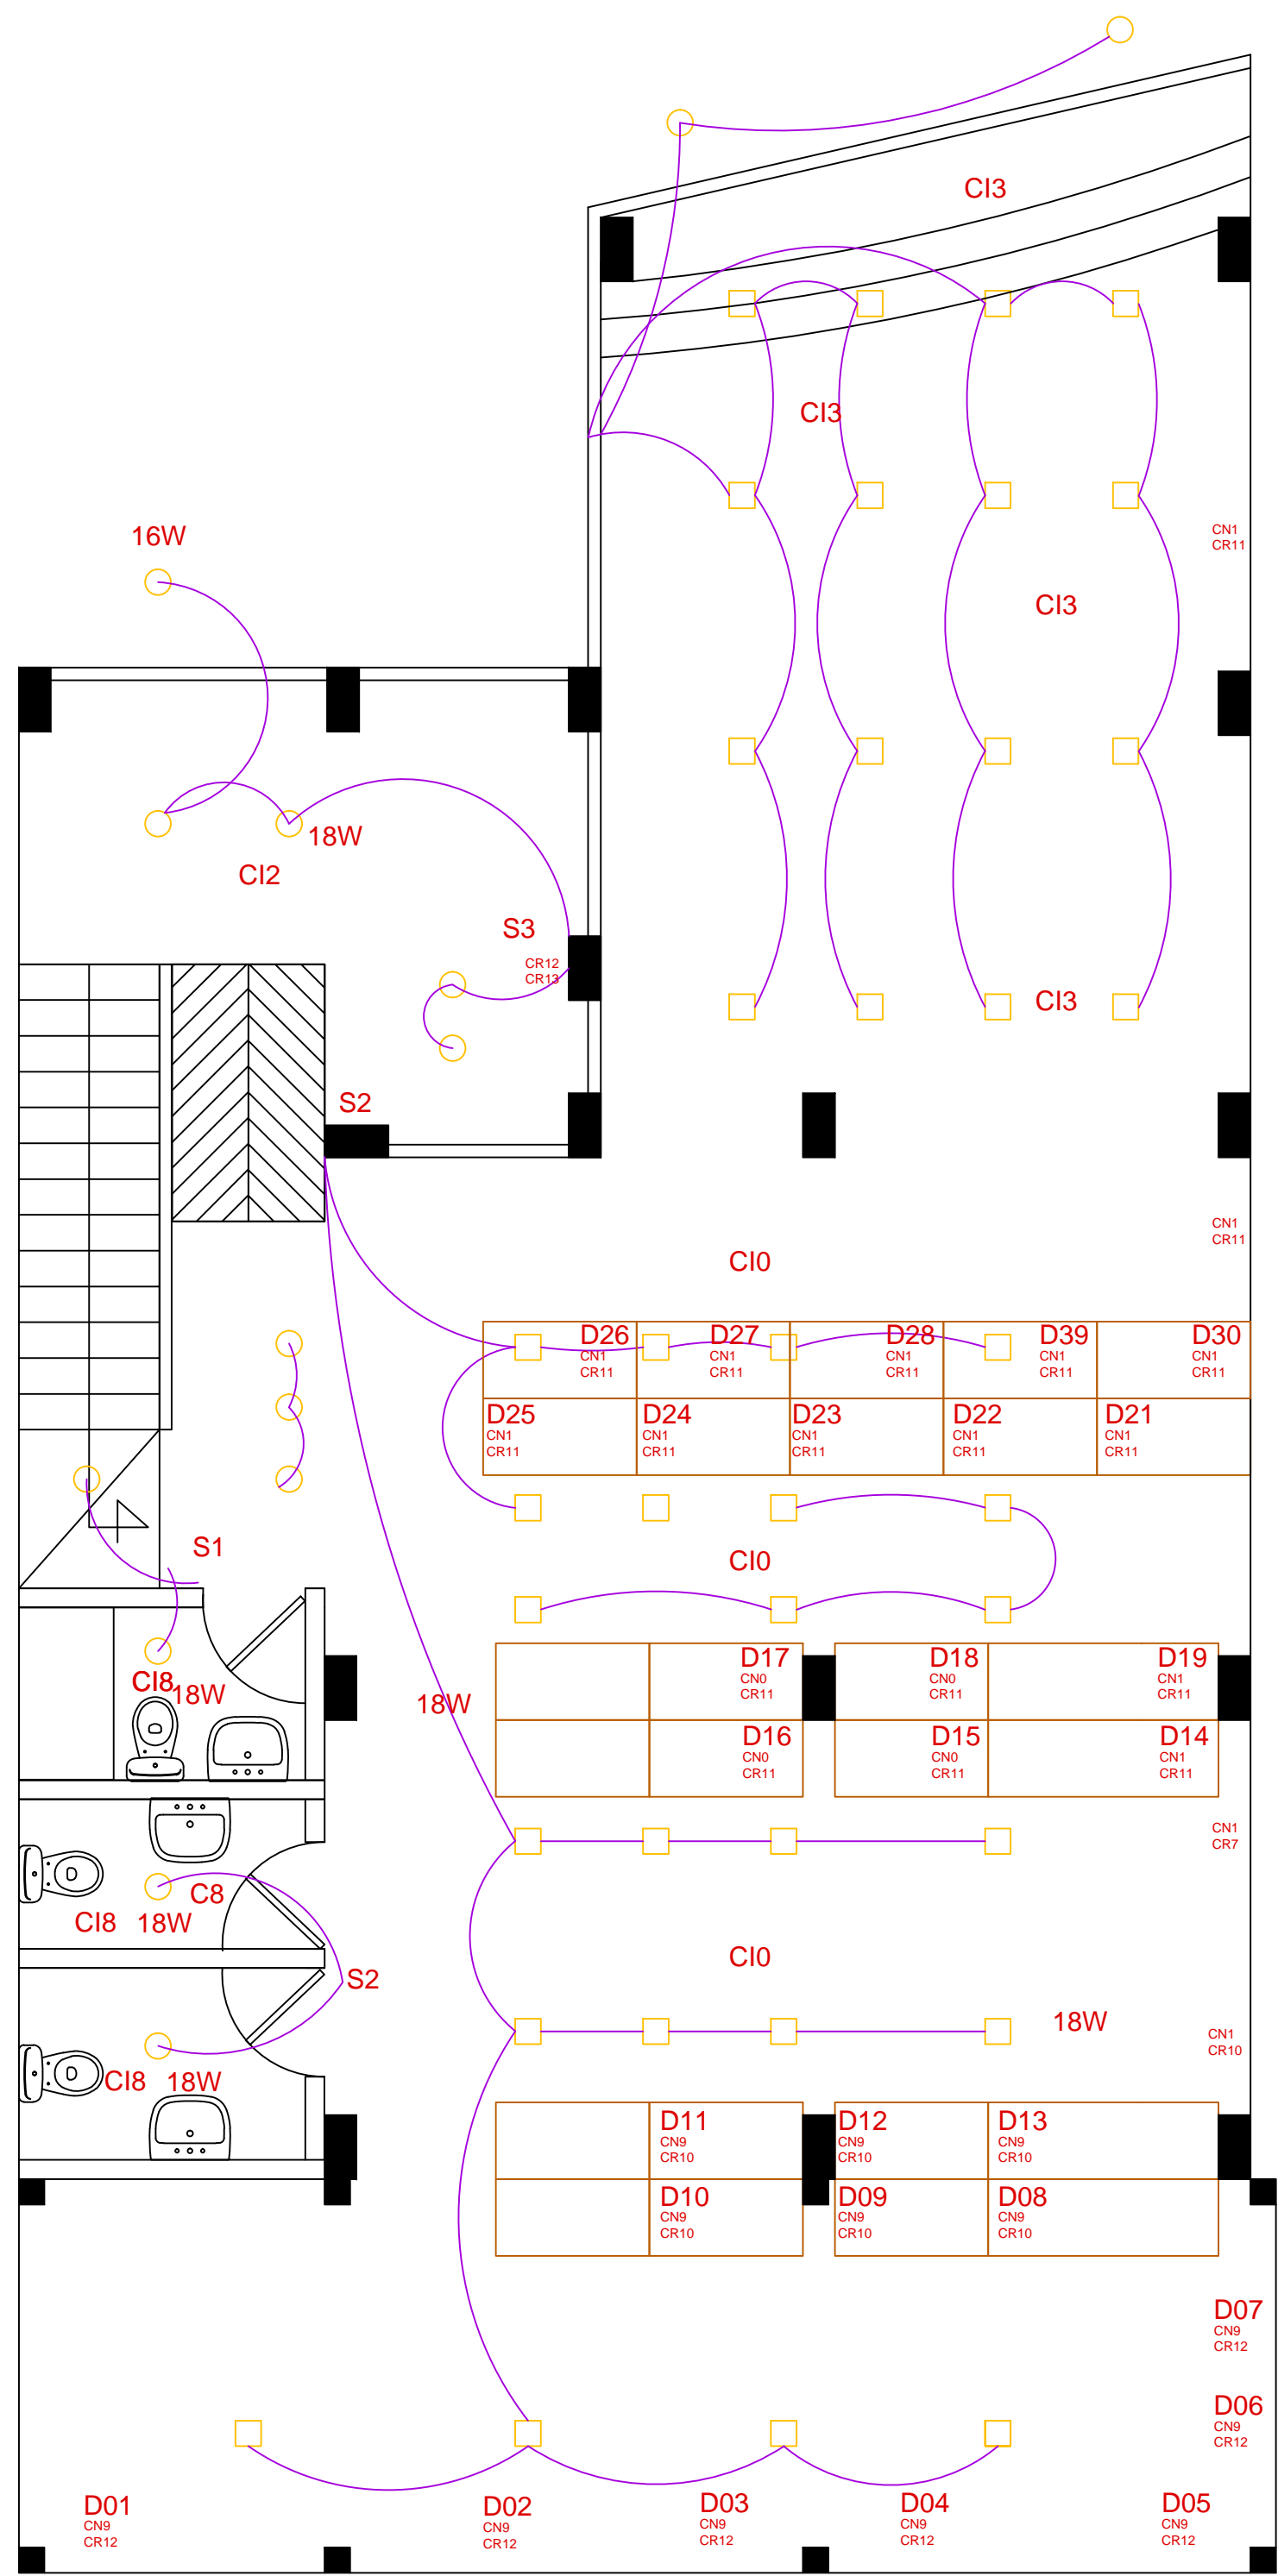 CI3
CI3
16W
CN1
CR11
CI3
18W
CI2
S3
CR12
CR13
CI3
S2
CN1
CR11
CI0
D26
CN1
CR11
D27
CN1
CR11
D28
CN1
CR11
D39
CN1
CR11
D30
CN1
CR11
D25
CN1
CR11
D24
CN1
CR11
D23
CN1
CR11
D22
CN1
CR11
D21
CN1
CR11
S1
CI0
CI8
18W
18W
D17
CN0
CR11
D18
CN0
CR11
D19
CN1
CR11
D16
CN0
CR11
D15
CN0
CR11
D14
CN1
CR11
CN1
CR7
C8
CI8
18W
CI0
S2
18W
CN1
CR10
CI8
18W
D11
CN9
CR10
D12
CN9
CR10
D13
CN9
CR10
D10
CN9
CR10
D09
CN9
CR10
D08
CN9
CR10
D07
CN9
CR12
D06
CN9
CR12
D01
CN9
CR12
D02
CN9
CR12
D03
CN9
CR12
D04
CN9
CR12
D05
CN9
CR12